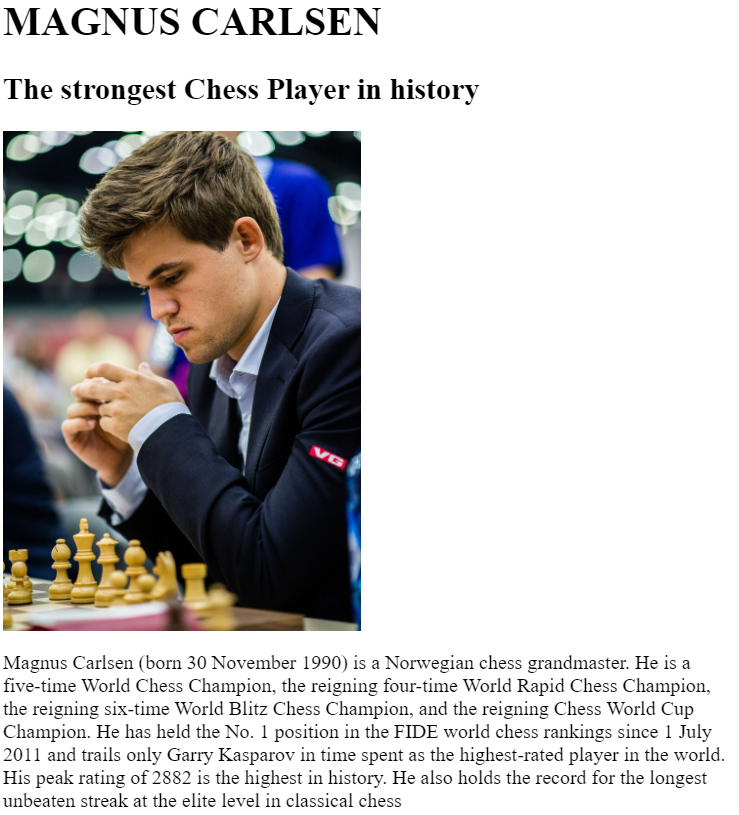 MAGNUS CARLSEN
The strongest Chess Player in history
VG
Magnus Carlsen (born 30 November 1990) is a Norwegian chess grandmaster. He is a
five-time World Chess Champion, the reigning four-time World Rapid Chess Champion,
the reigning six-time World Blitz Chess Champion, and the reigning Chess World Cup
Champion. He has held the No. 1 position in the FIDE world chess rankings since 1 July
2011 and trails only Garry Kasparov in time spent as the highest-rated player in the world.
His peak rating of 2882 is the highest in history. He also holds the record for the longest
unbeaten streak at the elite level in classical chess